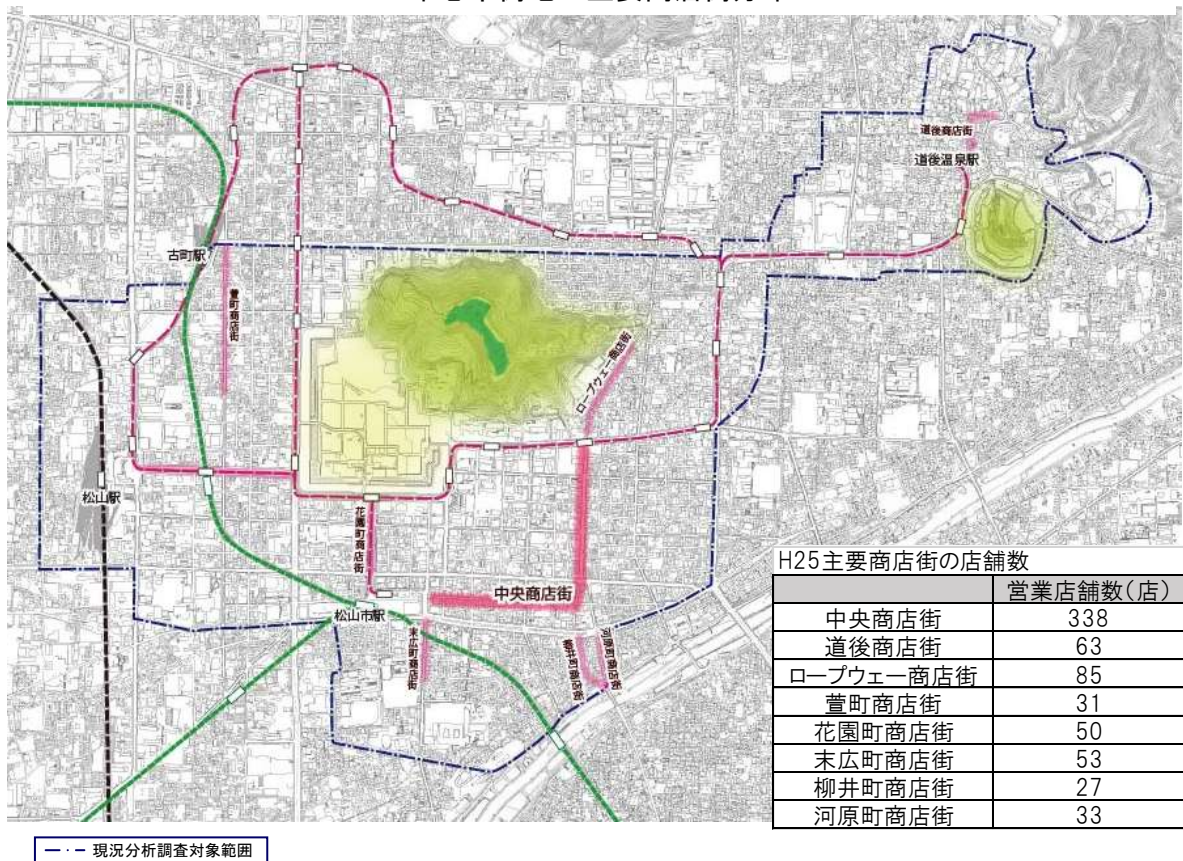 道後商店街
道後温泉駅
古町駅
萱町商店街
ロープウェー商店街
松山駅
花園町商店街
中央商店街
松山市駅
末広町商店街
柳井町商店街
河原町商店街
H25主要商店街の店舗数
営業店舗数(店)
中央商店街 338
道後商店街 63
ロープウェー商店街 85
萱町商店街 31
花園町商店街 50
末広町商店街 53
柳井町商店街 27
河原町商店街 33
現況分析調査対象範囲